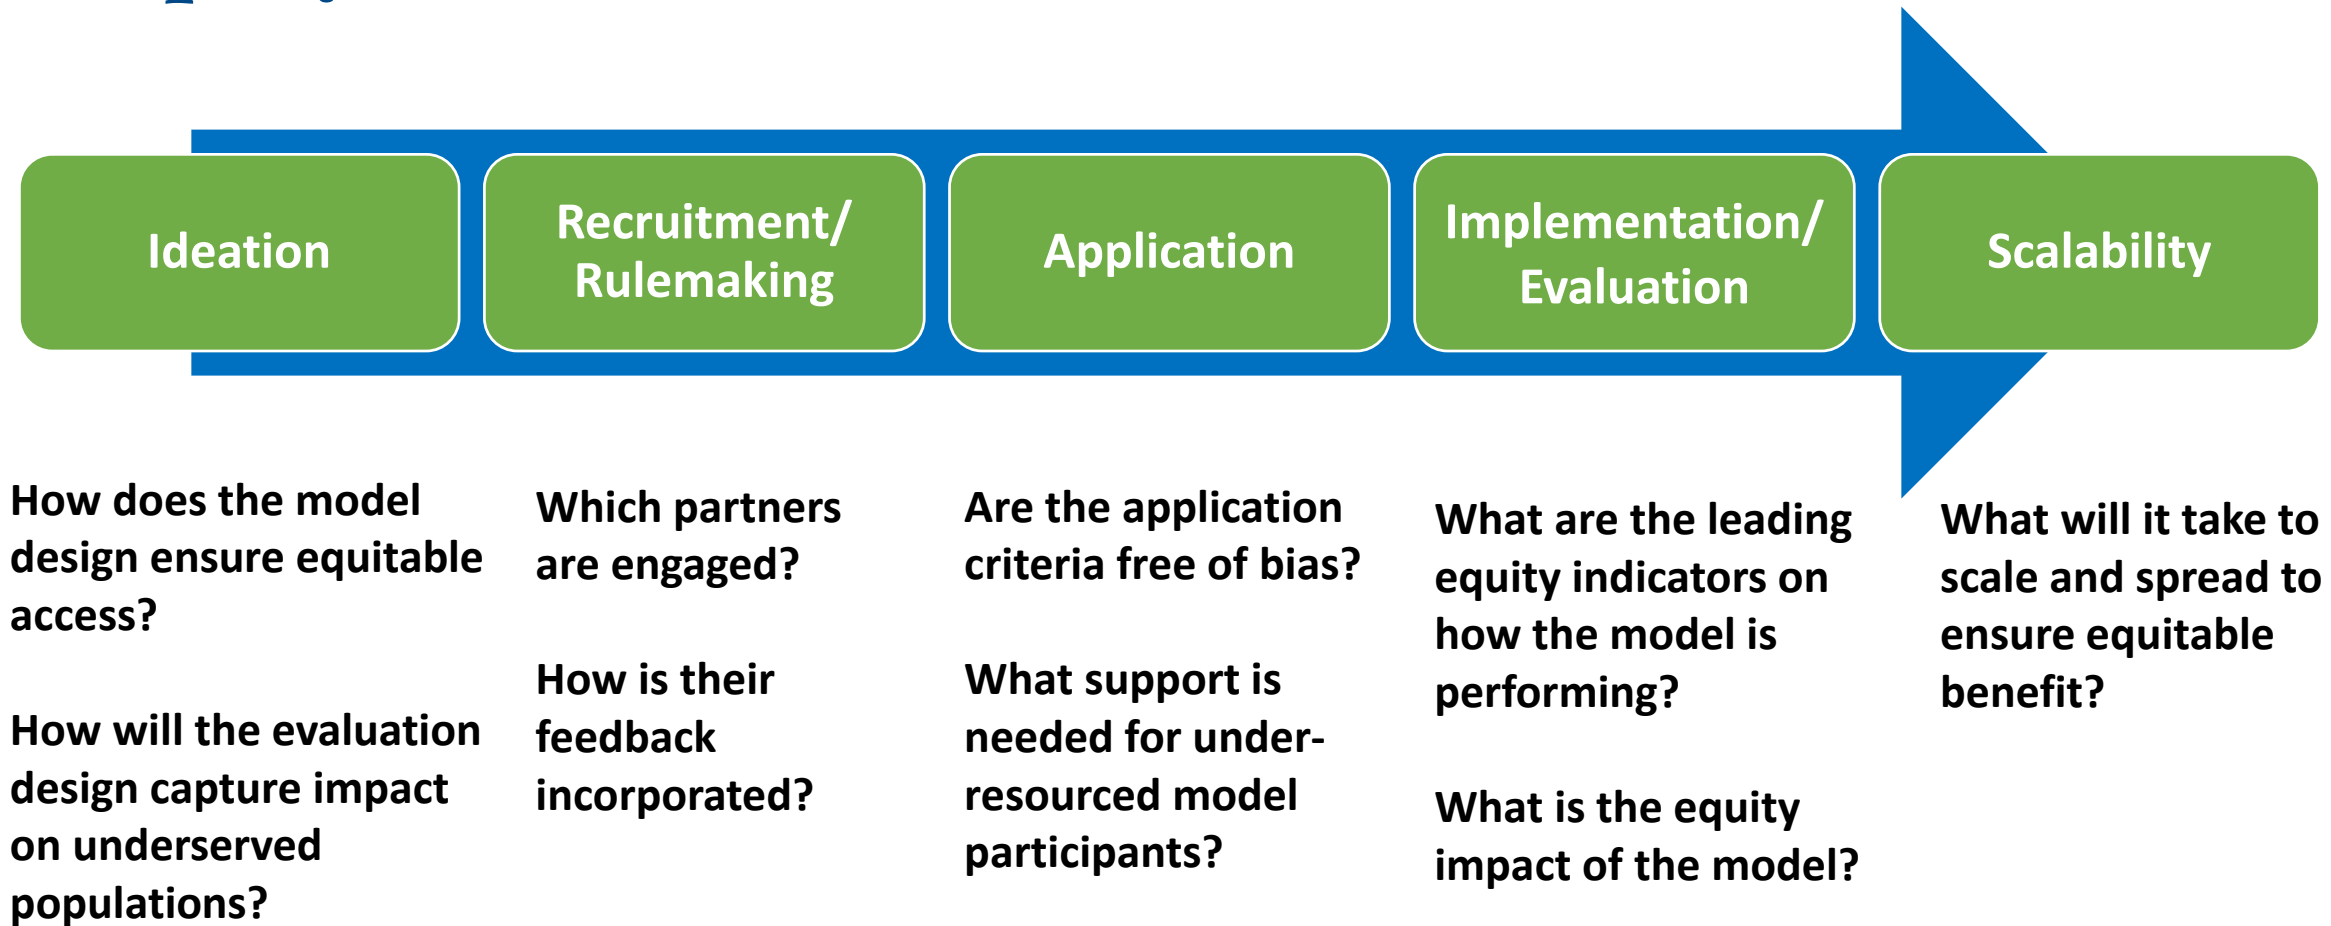 Ideation
Recruitment/
Rulemaking
Application
Implementation/
Evaluation
Scalability
How does the model
design ensure equitable
access?
How will the evaluation
design capture impact
on underserved
populations?
Which partners
are engaged?
How is their
feedback
incorporated?
Are the application
criteria free of bias?
What support is
needed for under-
resourced model
participants?
What are the leading
equity indicators on
how the model is
performing?
What is the equity
impact of the model?
What will it take to
scale and spread to
ensure equitable
benefit?